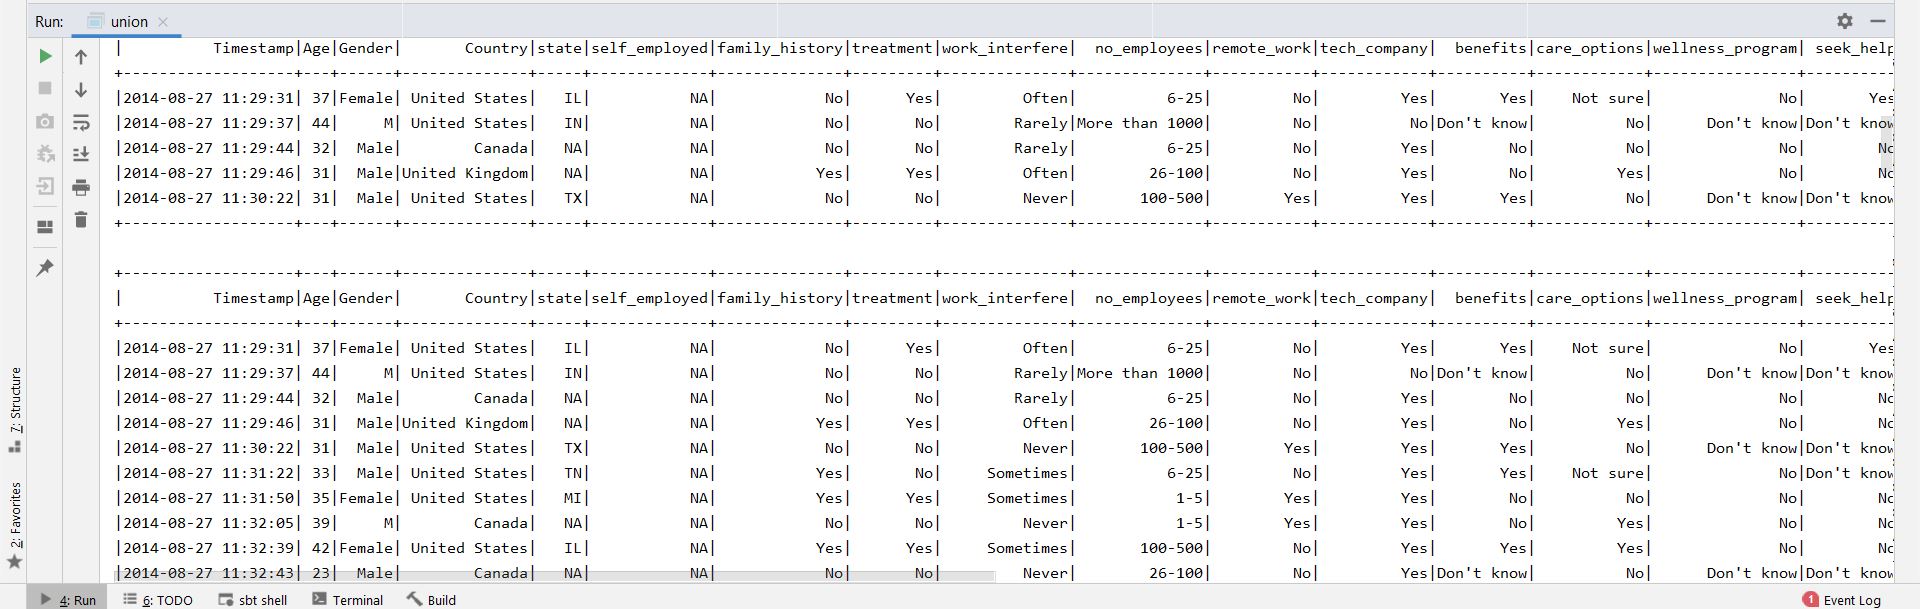 Run: union
|          Timestamp|Age|Gender|       Country|state|self_employed|family_history|treatment|work_interfere|  no_employees|remote_work|tech_company|  benefits|care_options|wellness_program| seek_help
+-------------------+---+------+--------------+-----+-------------+--------------+---------+--------------+--------------+-----------+------------+----------+------------+----------------+----------
|2014-08-27 11:29:31| 37|Female| United States|   IL|           NA|            No|      Yes|         Often|          6-25|         No|         Yes|       Yes|    Not sure|              No|       Yes
|2014-08-27 11:29:37| 44|     M| United States|   IN|           NA|            No|       No|        Rarely|More than 1000|         No|          No|Don't know|          No|      Don't know|Don't know
|2014-08-27 11:29:44| 32|  Male|        Canada|   NA|           NA|            No|       No|        Rarely|          6-25|         No|         Yes|        No|          No|              No|        No
|2014-08-27 11:29:46| 31|  Male|United Kingdom|   NA|           NA|           Yes|      Yes|         Often|        26-100|         No|         Yes|        No|         Yes|              No|        No
|2014-08-27 11:30:22| 31|  Male| United States|   TX|           NA|            No|       No|         Never|       100-500|        Yes|         Yes|       Yes|          No|      Don't know|Don't know
+-------------------+---+------+--------------+-----+-------------+--------------+---------+--------------+--------------+-----------+------------+----------+------------+----------------+----------
+-------------------+---+------+--------------+-----+-------------+--------------+---------+--------------+--------------+-----------+------------+----------+------------+----------------+----------
|          Timestamp|Age|Gender|       Country|state|self_employed|family_history|treatment|work_interfere|  no_employees|remote_work|tech_company|  benefits|care_options|wellness_program| seek_help
+-------------------+---+------+--------------+-----+-------------+--------------+---------+--------------+--------------+-----------+------------+----------+------------+----------------+----------
|2014-08-27 11:29:31| 37|Female| United States|   IL|           NA|            No|      Yes|         Often|          6-25|         No|         Yes|       Yes|    Not sure|              No|       Yes
|2014-08-27 11:29:37| 44|     M| United States|   IN|           NA|            No|       No|        Rarely|More than 1000|         No|          No|Don't know|          No|      Don't know|Don't know
|2014-08-27 11:29:44| 32|  Male|        Canada|   NA|           NA|            No|       No|        Rarely|          6-25|         No|         Yes|        No|          No|              No|        No
|2014-08-27 11:29:46| 31|  Male|United Kingdom|   NA|           NA|           Yes|      Yes|         Often|        26-100|         No|         Yes|        No|         Yes|              No|        No
|2014-08-27 11:30:22| 31|  Male| United States|   TX|           NA|            No|       No|         Never|       100-500|        Yes|         Yes|       Yes|          No|      Don't know|Don't know
|2014-08-27 11:31:22| 33|  Male| United States|   TN|           NA|           Yes|       No|     Sometimes|          6-25|         No|         Yes|       Yes|    Not sure|              No|Don't know
|2014-08-27 11:31:50| 35|Female| United States|   MI|           NA|           Yes|      Yes|     Sometimes|           1-5|        Yes|         Yes|        No|          No|              No|        No
|2014-08-27 11:32:05| 39|     M|        Canada|   NA|           NA|            No|       No|         Never|           1-5|        Yes|         Yes|        No|         Yes|              No|        No
|2014-08-27 11:32:39| 42|Female| United States|   IL|           NA|           Yes|      Yes|     Sometimes|       100-500|         No|         Yes|       Yes|         Yes|              No|        No
|2014-08-27 11:32:43| 23|  Male|        Canada|   NA|           NA|            No|       No|         Never|        26-100|         No|         Yes|Don't know|          No|      Don't know|Don't know
7: Structure
2: Favorites
4: Run 6: TODO sbt shell Terminal Build 1 Event Log